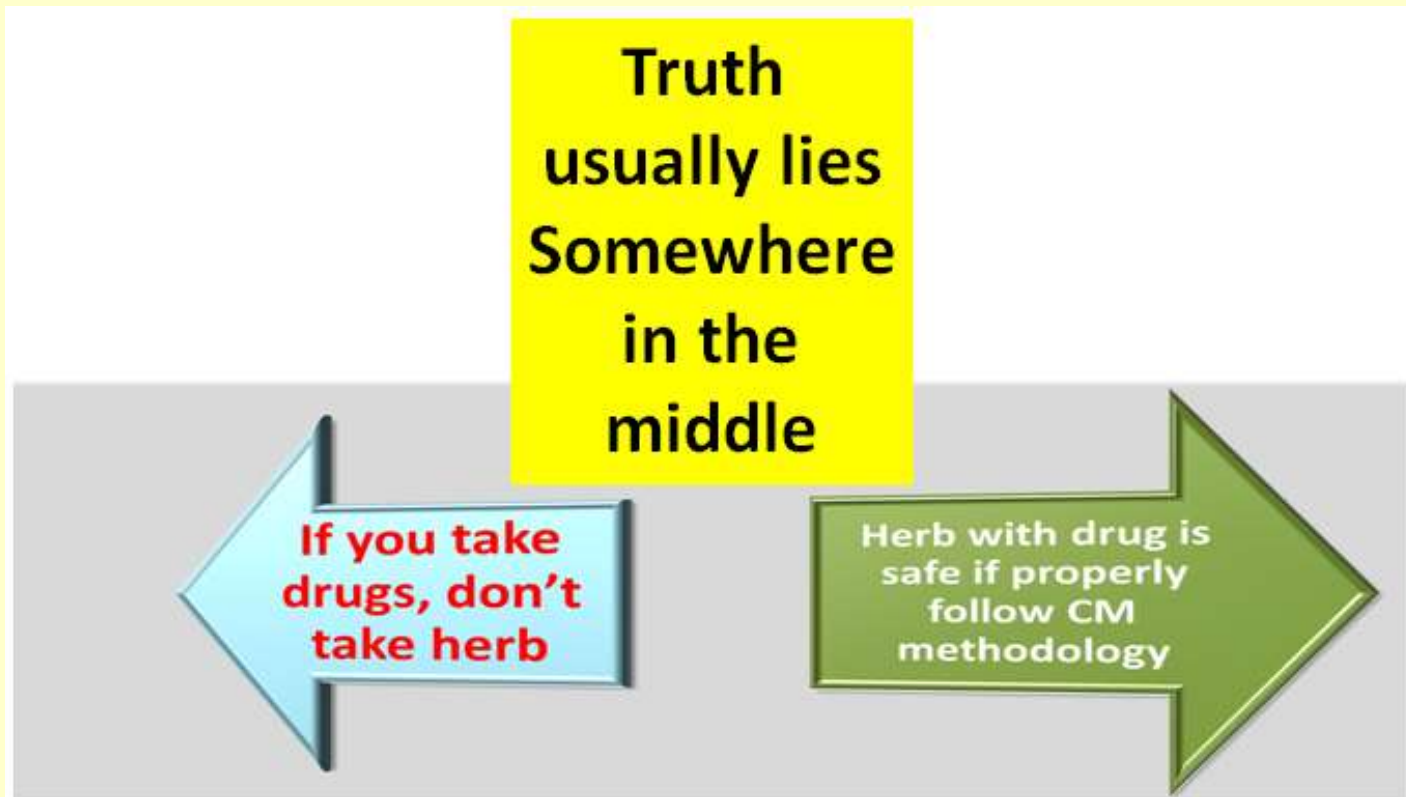 Truth
usually lies
Somewhere
in the
middle
If you take
drugs, don’t
take herb
Herb with drug is
safe if properly
follow CM
methodology